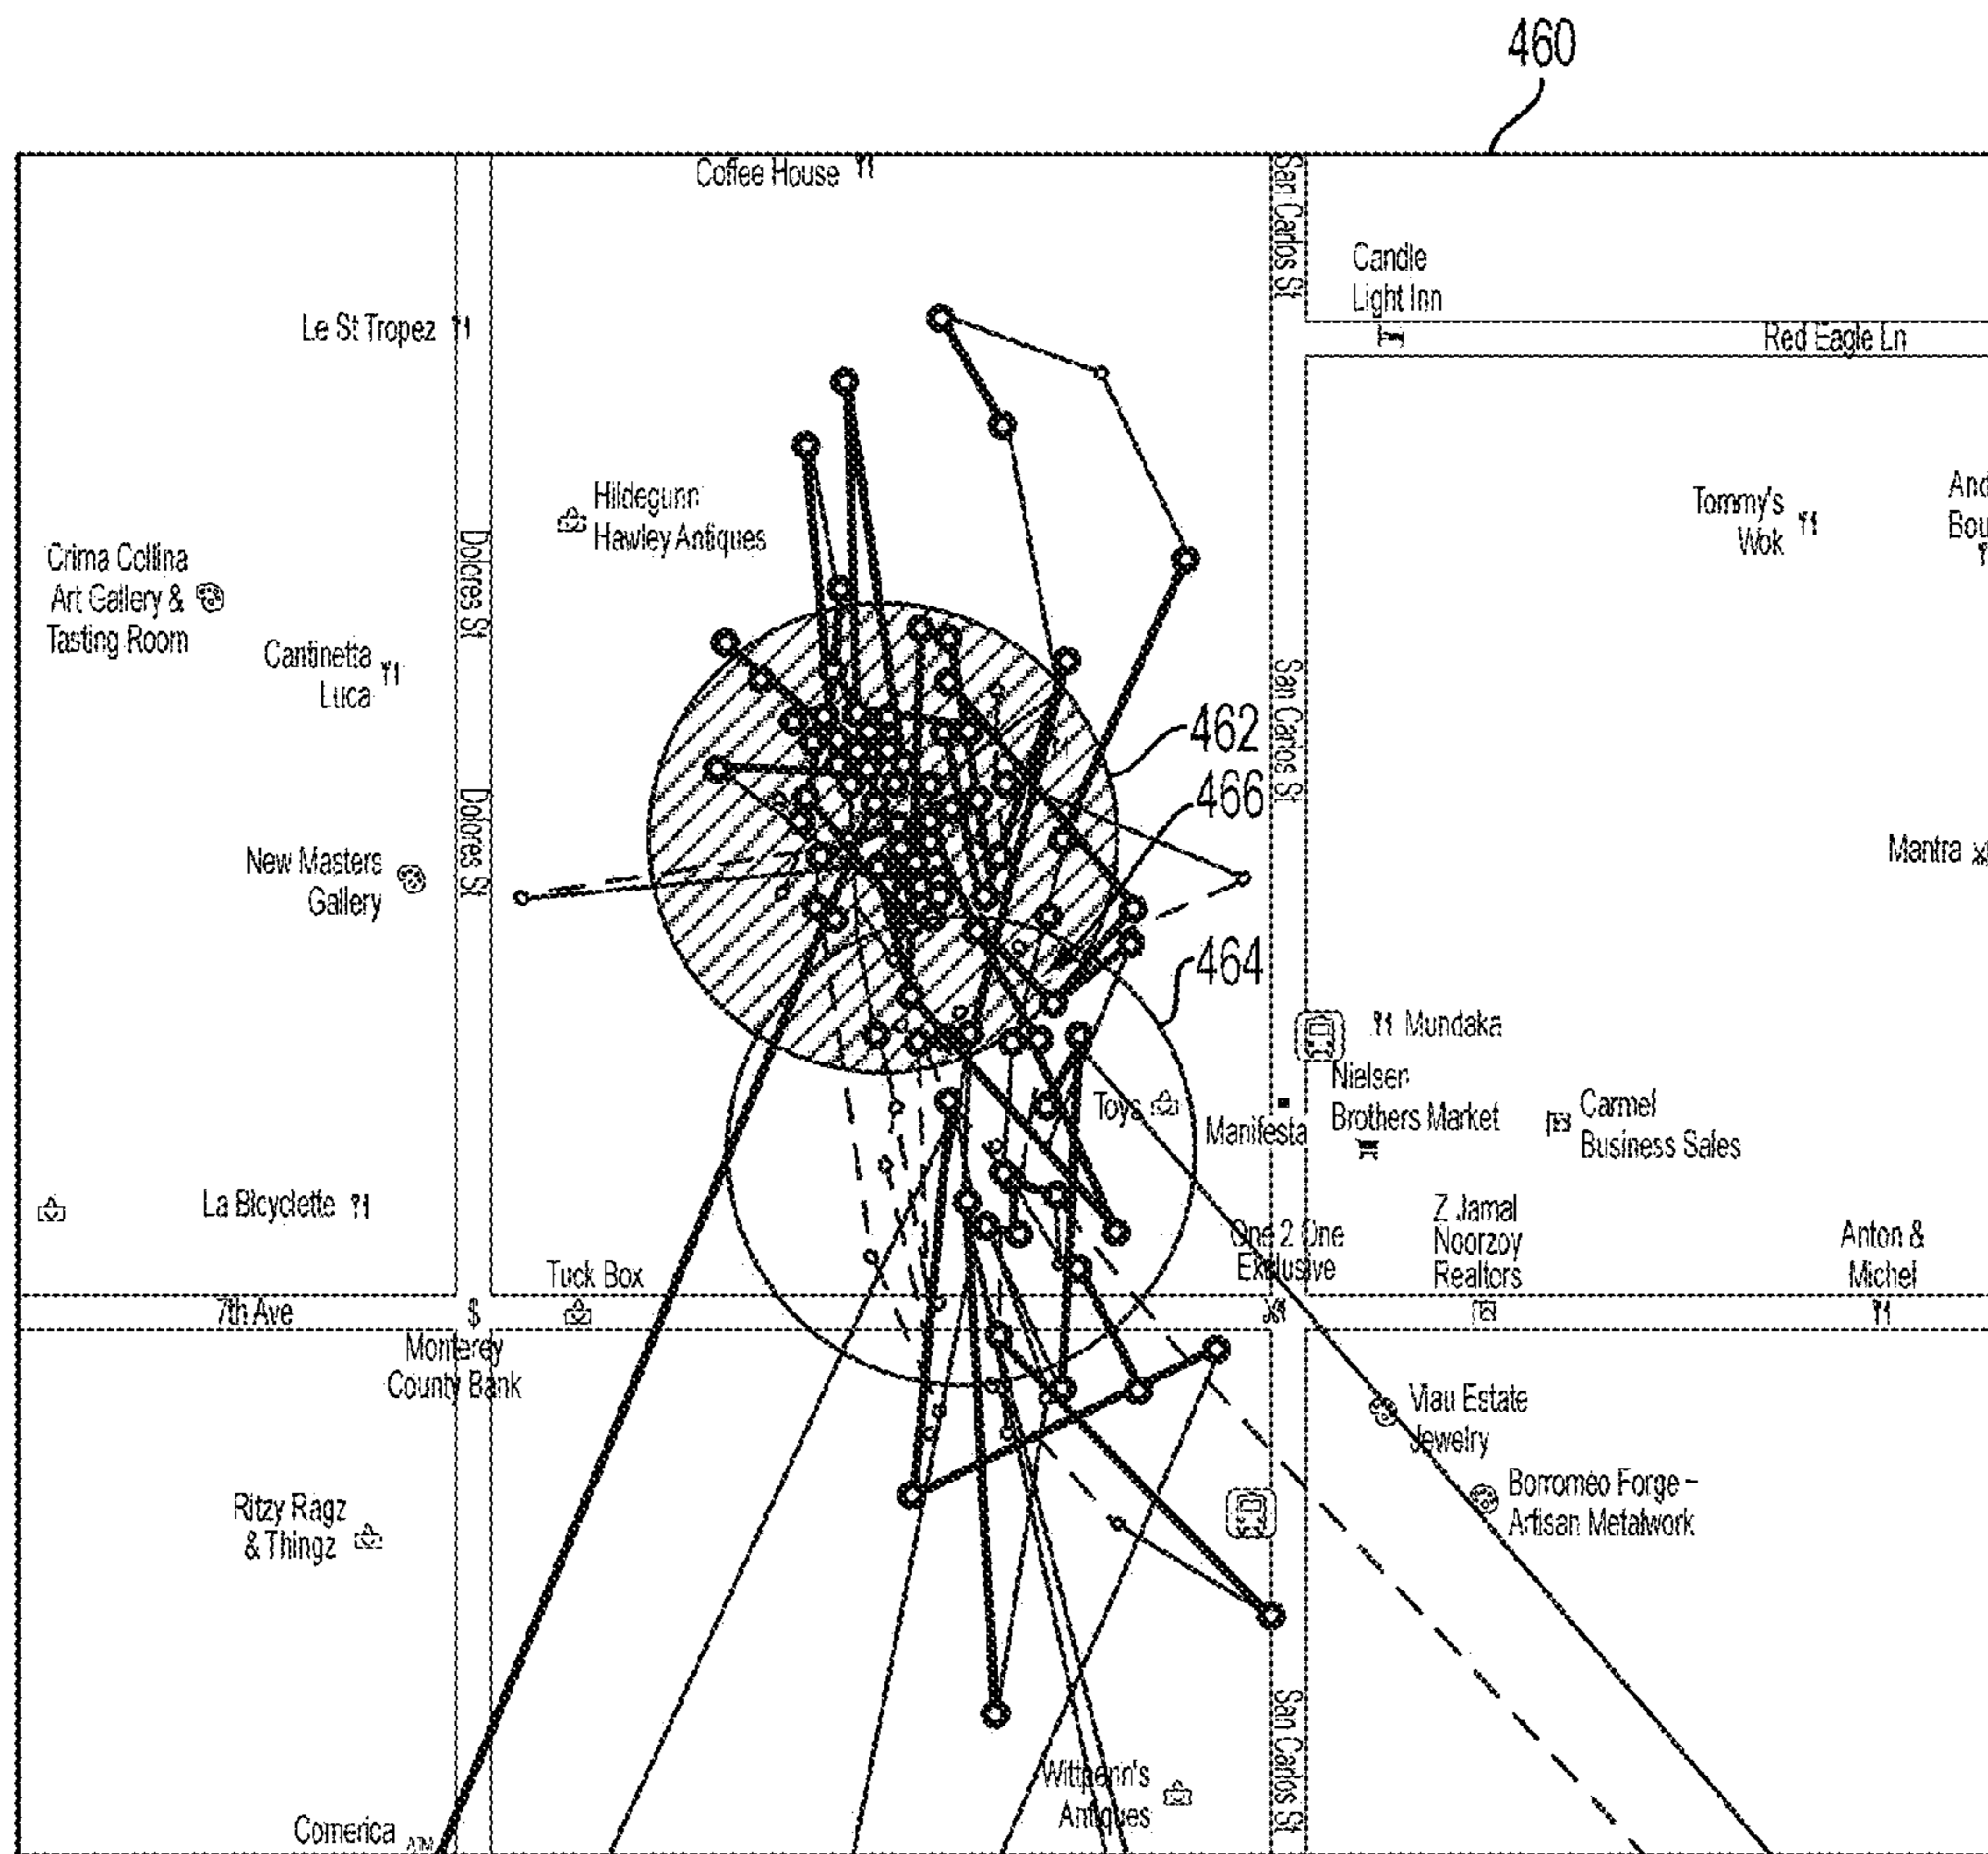 460
Coffee House
San Carlos St
Candle
Light Inn
Le St Tropez
Red Eagle Ln
Hildegunn
Hawley Antiques
Tommy's
Wok
And
Bou
Dolores St
Crima Collina
Art Gallery &
Tasting Room
Cantinetta
Luca
San Carlos St
462
466
Dolores St
New Masters
Gallery
Mantra
464
Mundaka
Nielsen
Brothers Market
Toys
Manifesta
Carmel
Business Sales
La Bicyclette
One 2 One
Exclusive
Z Jamal
Noorzoy
Realtors
Anton &
Michel
Tuck Box
7th Ave
$
Monterey
County Bank
Viau Estate
Jewelry
Borromeo Forge –
Artisan Metalwork
Ritzy Ragz
& Thingz
San Carlos St
Wittpenn's
Antiques
Comerica
ATM